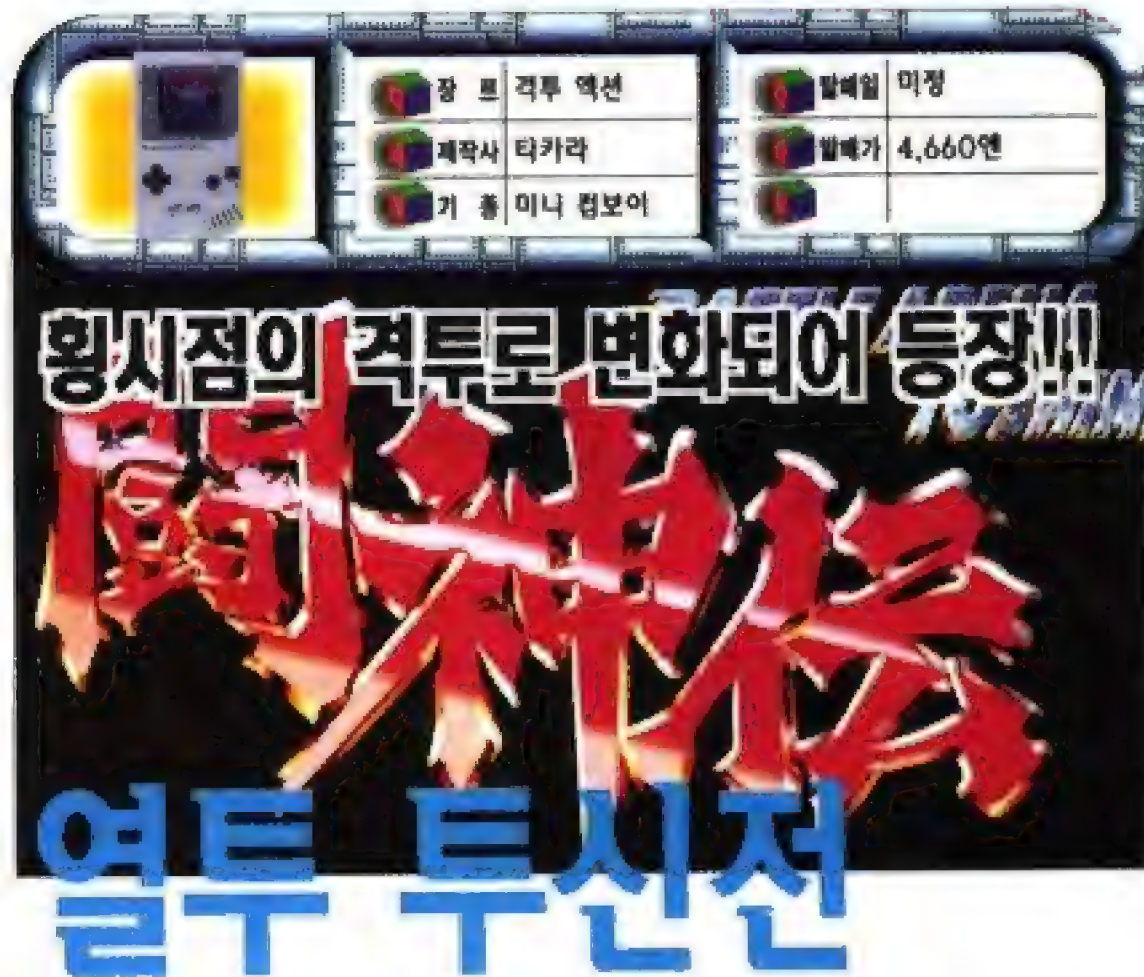 장 르 격투 액션
제작사 타카라
기 종 미니 컴보이
발매일 미정
발매가 4,660엔
횡시점의 격투로 변화되어 등장!!
闘神伝
열투 투신전